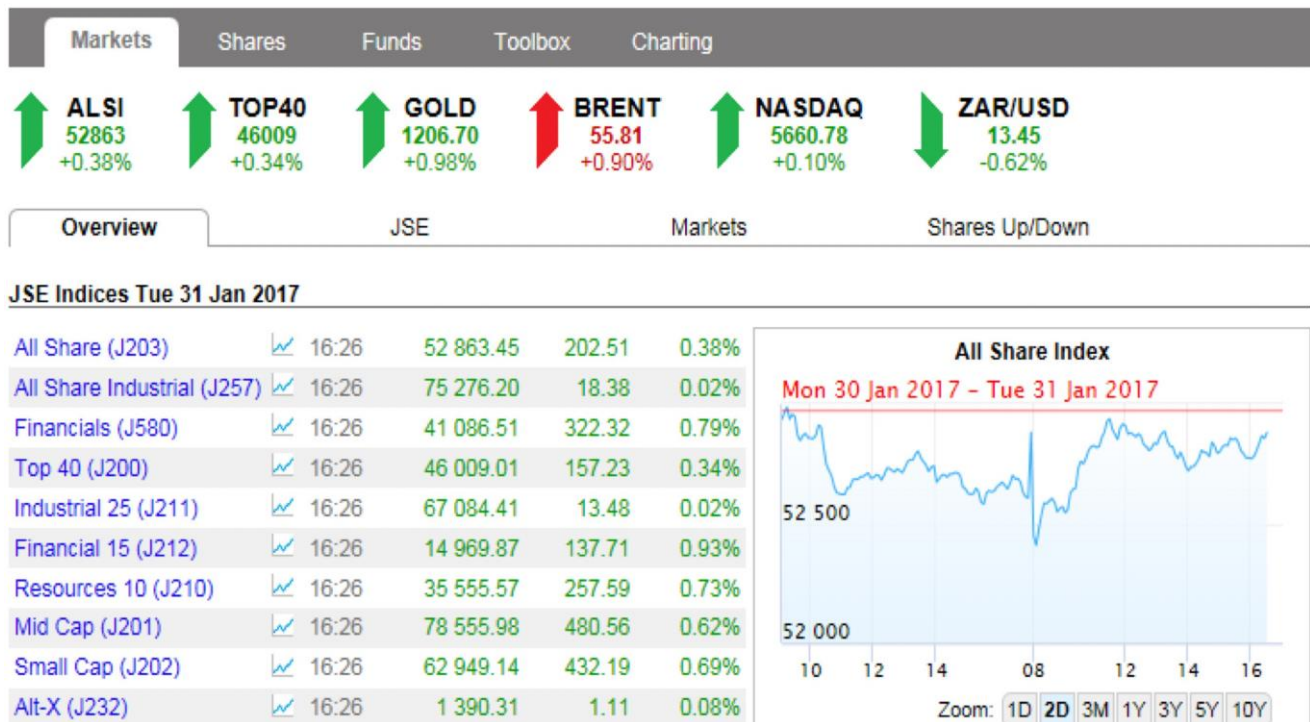 Markets Shares Funds Toolbox Charting
ALSI TOP40 GOLD BRENT NASDAQ ZAR/USD
52863 46009 1206.70 55.81 5660.78 13.45
+0.38% +0.34% +0.98% +0.90% +0.10% -0.62%
Overview JSE Markets Shares Up/Down
JSE Indices Tue 31 Jan 2017
All Share (J203) 16:26 52 863.45 202.51 0.38%
All Share Industrial (J257) 16:26 75 276.20 18.38 0.02%
Financials (J580) 16:26 41 086.51 322.32 0.79%
Top 40 (J200) 16:26 46 009.01 157.23 0.34%
Industrial 25 (J211) 16:26 67 084.41 13.48 0.02%
Financial 15 (J212) 16:26 14 969.87 137.71 0.93%
Resources 10 (J210) 16:26 35 555.57 257.59 0.73%
Mid Cap (J201) 16:26 78 555.98 480.56 0.62%
Small Cap (J202) 16:26 62 949.14 432.19 0.69%
Alt-X (J232) 16:26 1 390.31 1.11 0.08%
All Share Index
Mon 30 Jan 2017 – Tue 31 Jan 2017
52 500
52 000
10 12 14 08 12 14 16
Zoom: 1D 2D 3M 1Y 3Y 5Y 10Y